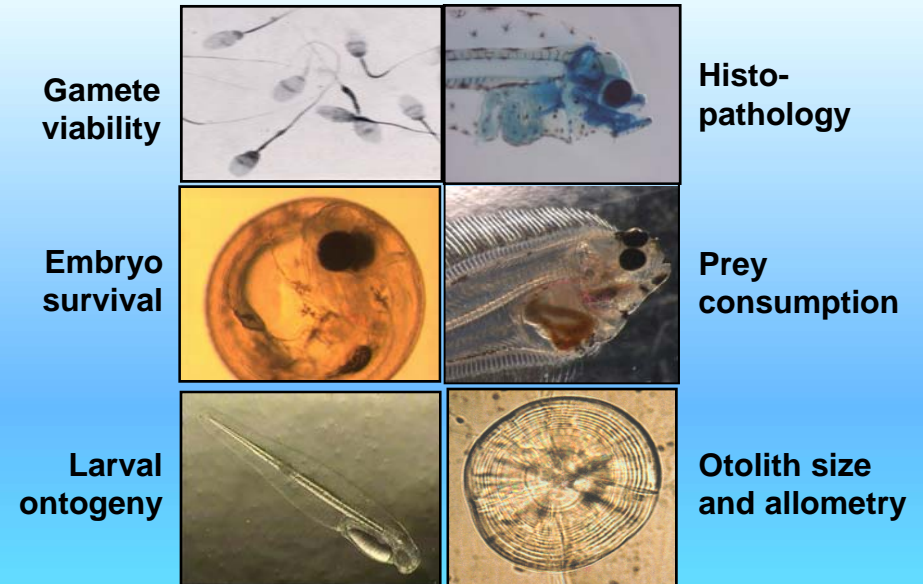 Gamete
viability
Histo-
pathology
Embryo
survival
Prey
consumption
Larval
ontogeny
Otolith size
and allometry